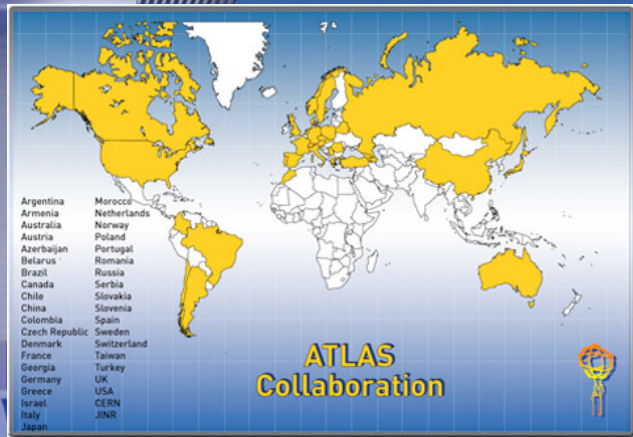 Argentina
Armenia
Australia
Austria
Azerbaijan
Belarus
Brazil
Canada
Chile
China
Colombia
Czech Republic
Denmark
France
Georgia
Germany
Greece
Israel
Italy
Japan
Morocco
Netherlands
Norway
Poland
Portugal
Romania
Russia
Serbia
Slovakia
Slovenia
Spain
Sweden
Switzerland
Taiwan
Turkey
UK
USA
CERN
JINR
ATLAS
Collaboration